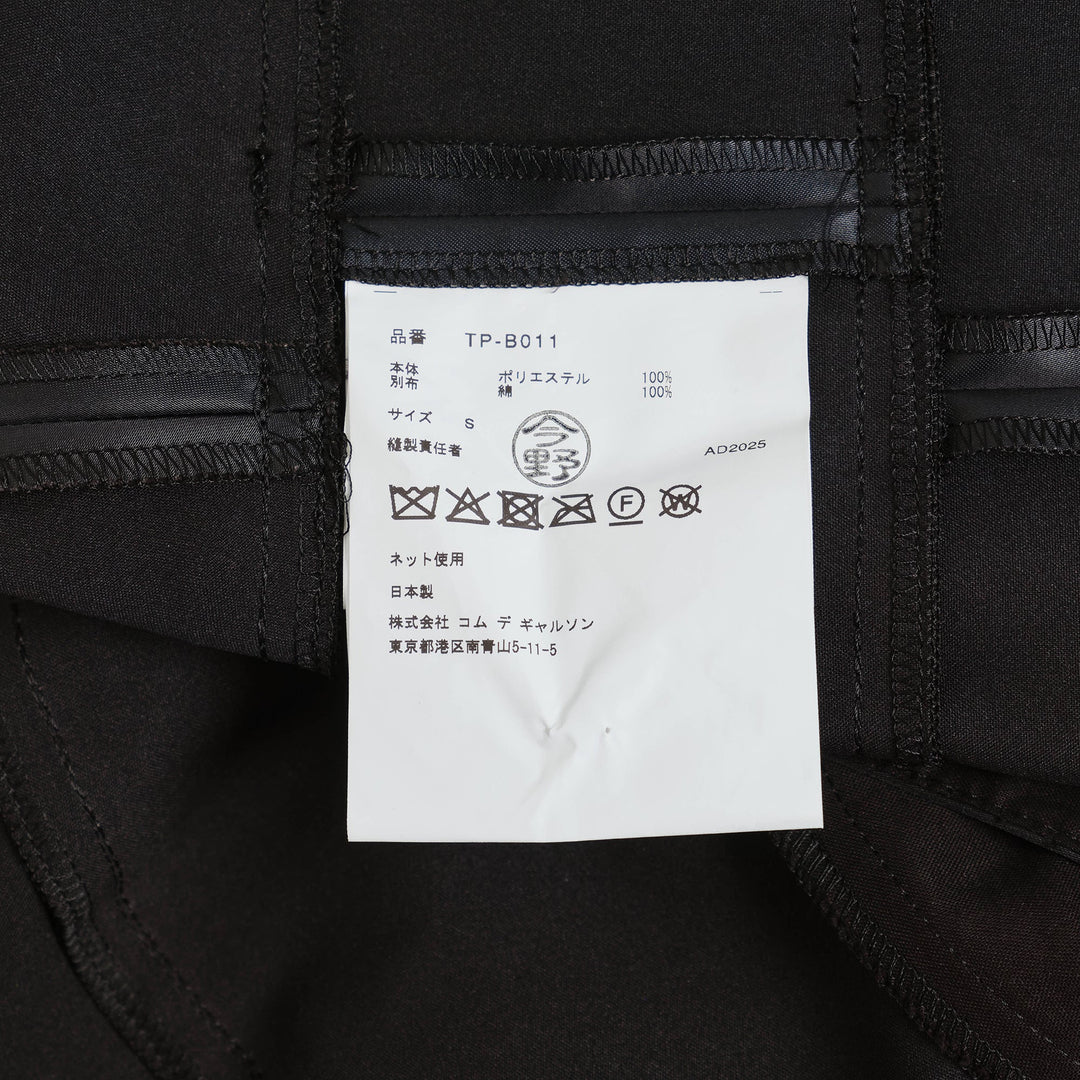 品番 TP-B011
本体 ポリエステル 100%
別布 綿 100%
サイズ S
縫製責任者 今野 AD2025
F W
ネット使用
日本製
株式会社 コム デ ギャルソン
東京都港区南青山5-11-5